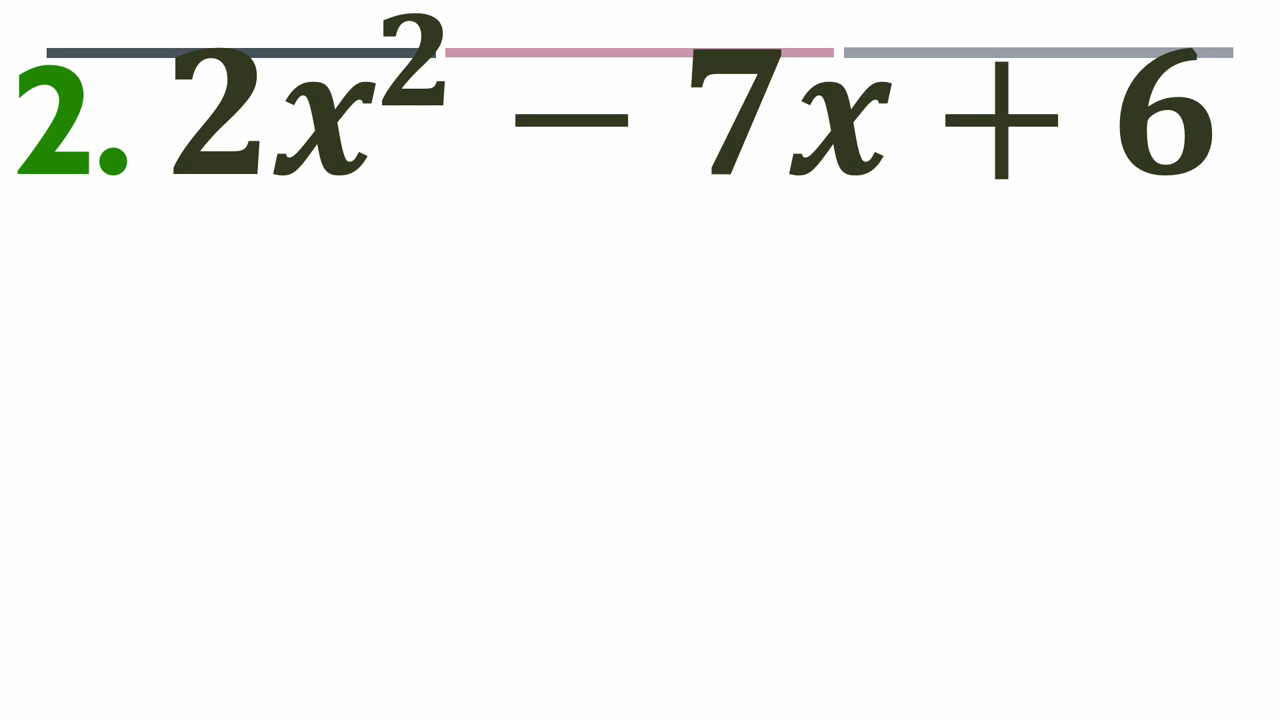 2. 2x² − 7x + 6